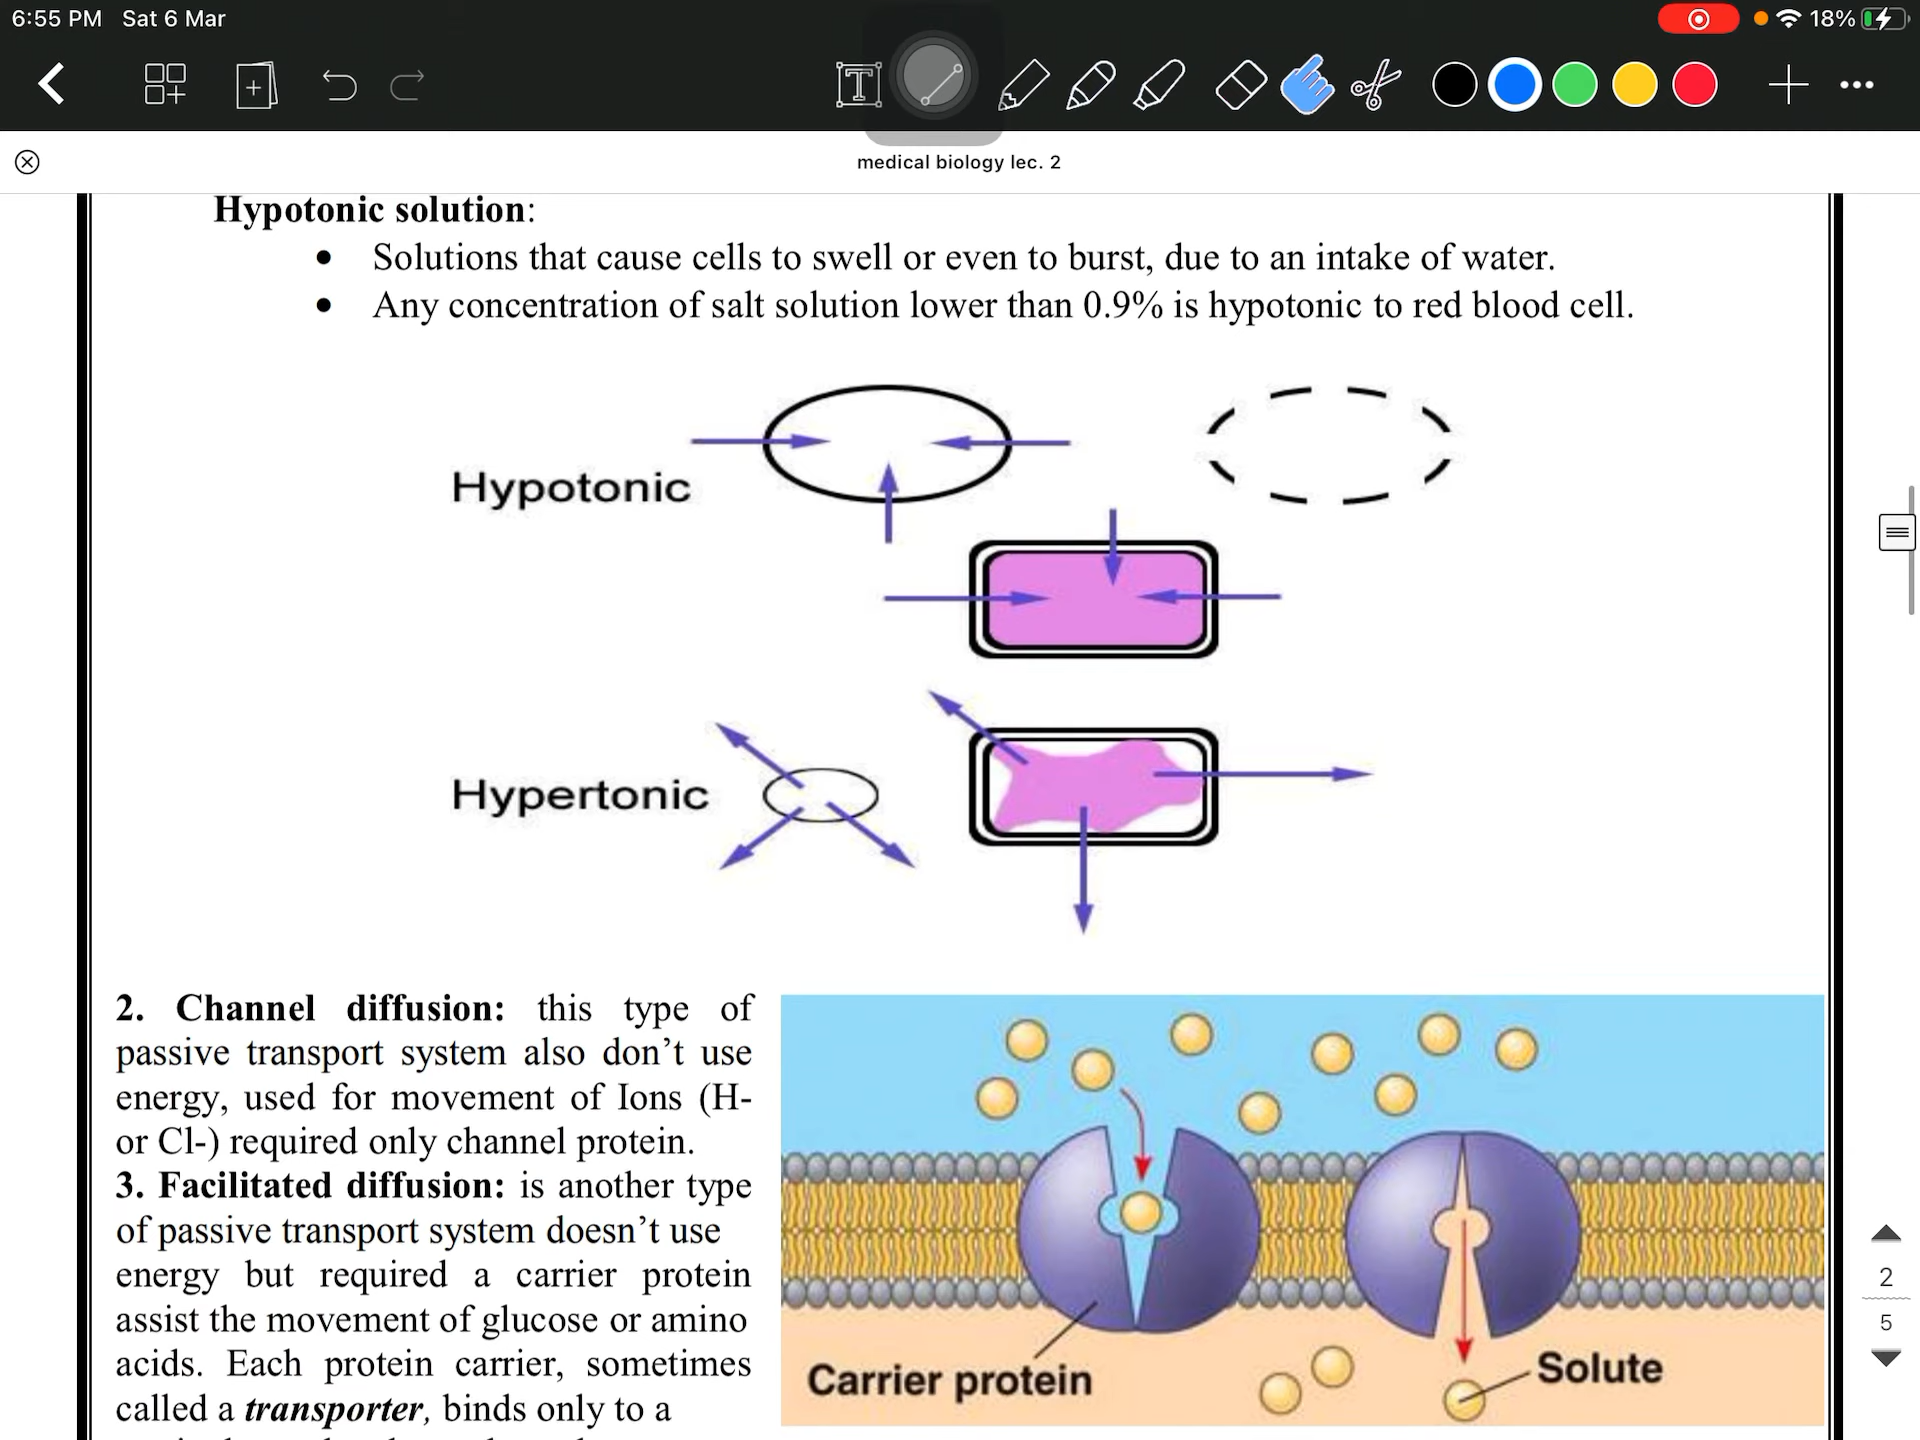 6:55 PM Sat 6 Mar
18%
T
medical biology lec. 2
Hypotonic solution:
• Solutions that cause cells to swell or even to burst, due to an intake of water.
• Any concentration of salt solution lower than 0.9% is hypotonic to red blood cell.
Hypotonic
Hypertonic
2. Channel diffusion: this type of
passive transport system also don’t use
energy, used for movement of Ions (H-
or Cl-) required only channel protein.
3. Facilitated diffusion: is another type
of passive transport system doesn’t use
energy but required a carrier protein
assist the movement of glucose or amino
acids. Each protein carrier, sometimes
called a transporter, binds only to a
Carrier protein
Solute
2
5